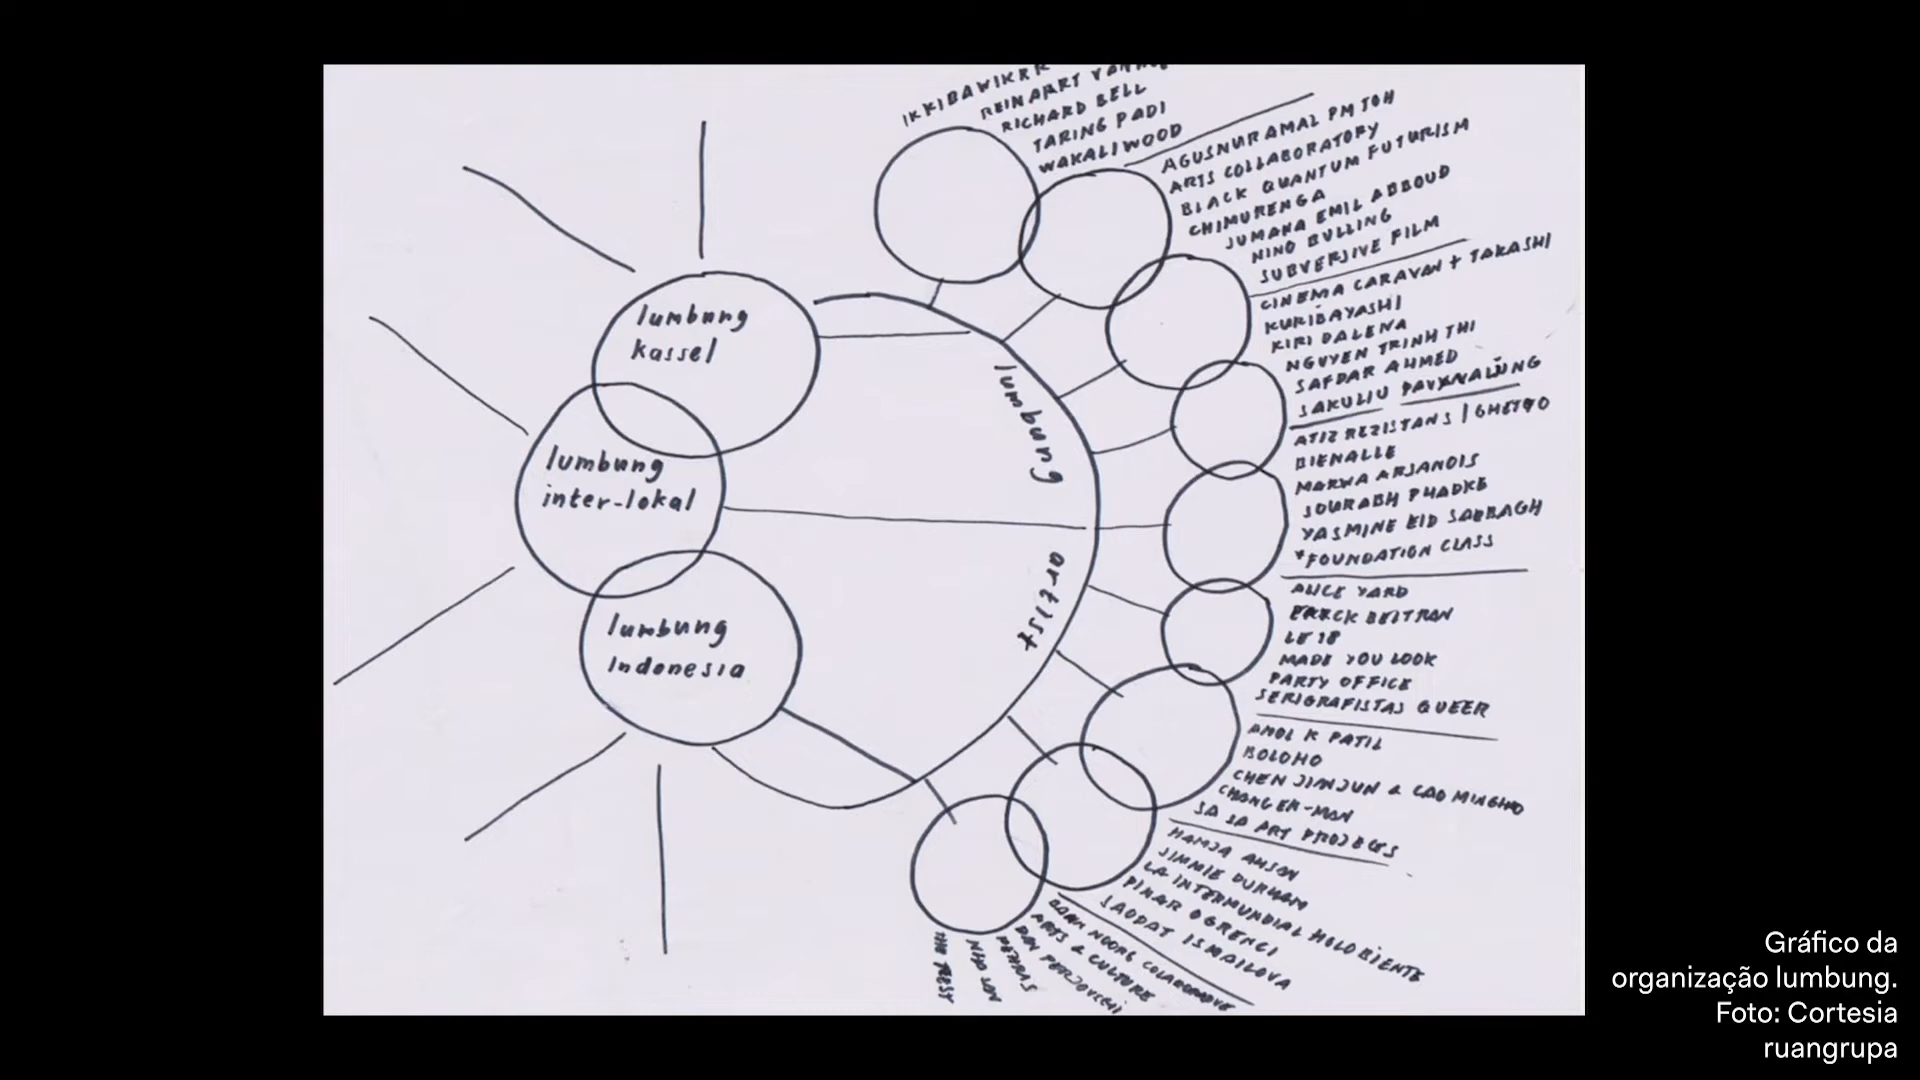 IKKIBAWIKRR
REINAART
RICHARD BELL
TARING PADI
WAKALIWOOD
AGUSNUR AMAL PM TOH
ARTS COLLABORATORY
BLACK QUANTUM FUTURISM
CHIMURENGA
JUMANA EMIL ABBOUD
NINO BULLING
SUBVERSIVE FILM
CINEMA CARAVAN + TAKASHI
KURIBAYASHI
KIRI DALENA
NGUYEN TRINH THI
SAFDAR AHMED
SAKULIU
ATIZ REZISTANS / GHETTO
BIENALLE
MARWA ARSANOIS
SOURABH PHADKE
YASMINE EID SABBAGH
*FOUNDATION CLASS
ALICE YARD
BELTRAN
LE 18
MADE YOU LOOK
PARTY OFFICE
SERIGRAFISTAS QUEER
AMOL K PATIL
BOLOHO
CHEN JIANJUN & CAO MINGHAO
CHANG EN-MAN
SA SA ART PROJECTS
HAMJA AHSAN
JIMMIE DURHAM
LA INTERMUNDIAL HOLOBIENTE
PINAR OGRENCI
SAODAT ISMAILOVA
ARTS & CULTURE
DAN PERJOVSCHI
lumbung
kassel
lumbung
inter-lokal
lumbung
Indonesia
lumbung
artist
Gráfico da
organização lumbung.
Foto: Cortesia
ruangrupa